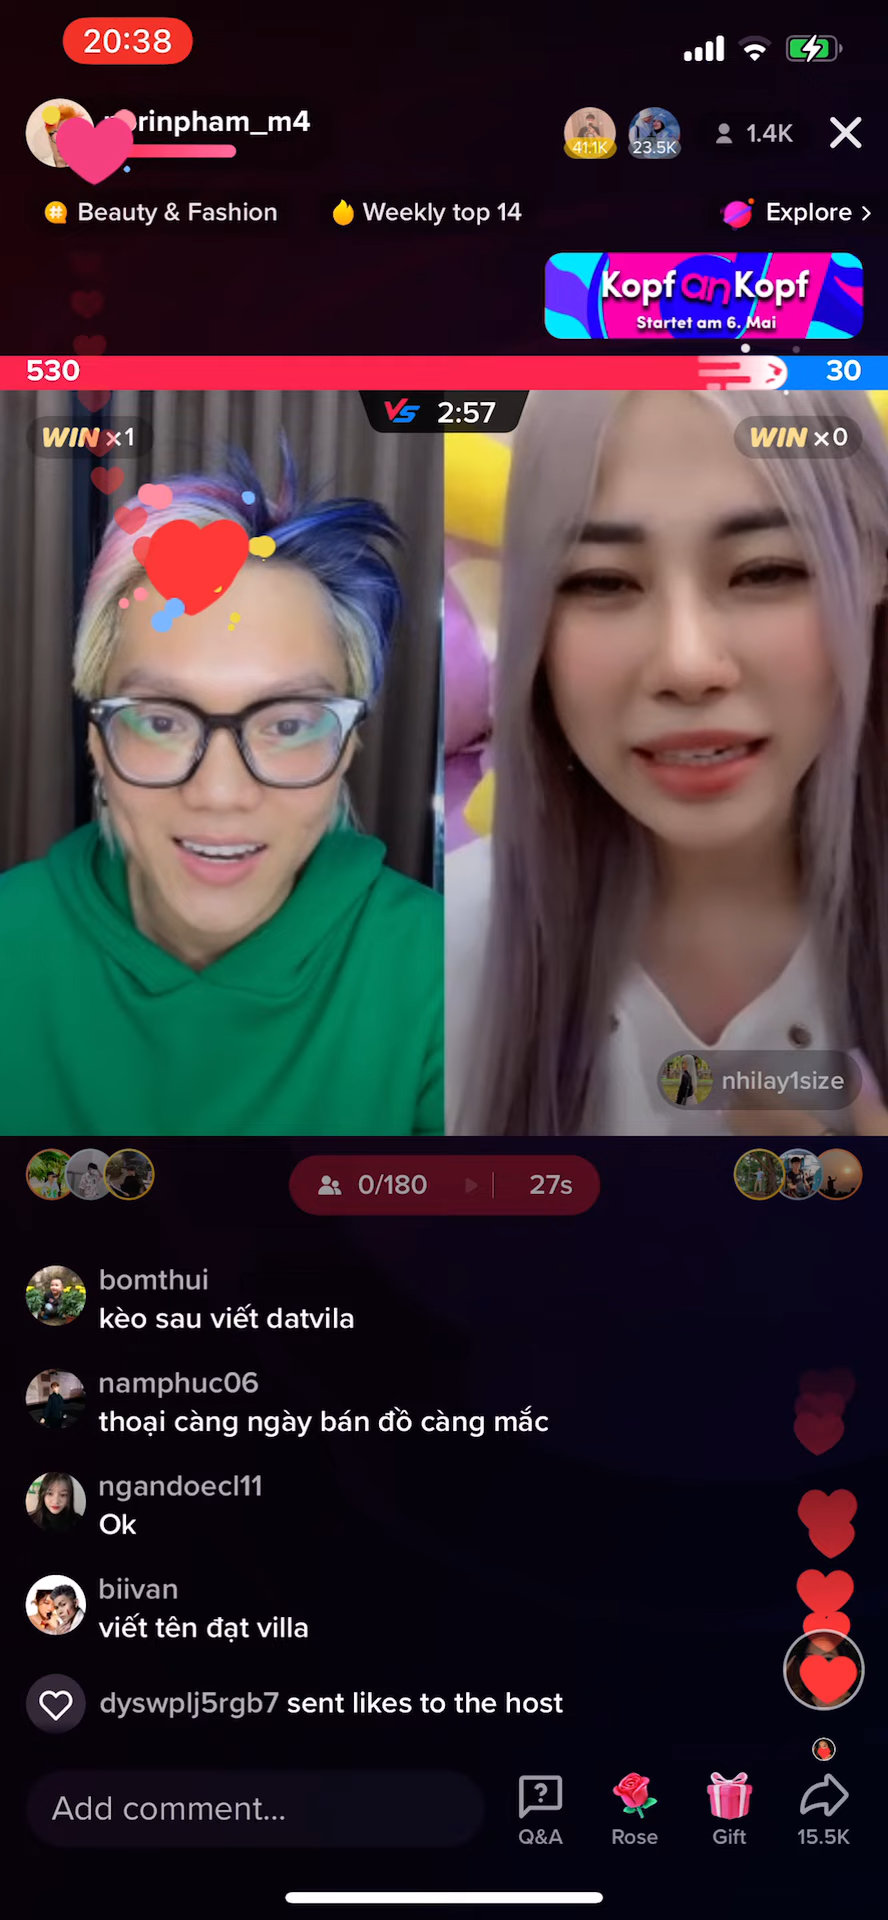 20:38
rinpham_m4
41.1K
23.5K
1.4K
Beauty & Fashion
Weekly top 14
Explore >
Kopf an Kopf
Startet am 6. Mai
530
30
VS 2:57
WIN x1
WIN x0
nhilay1size
0/180
27s
bomthui
kèo sau viết datvila
namphuc06
thoại càng ngày bán đồ càng mắc
ngandoecl11
Ok
biivan
viết tên đạt villa
dyswplj5rgb7 sent likes to the host
Add comment...
Q&A
Rose
Gift
15.5K